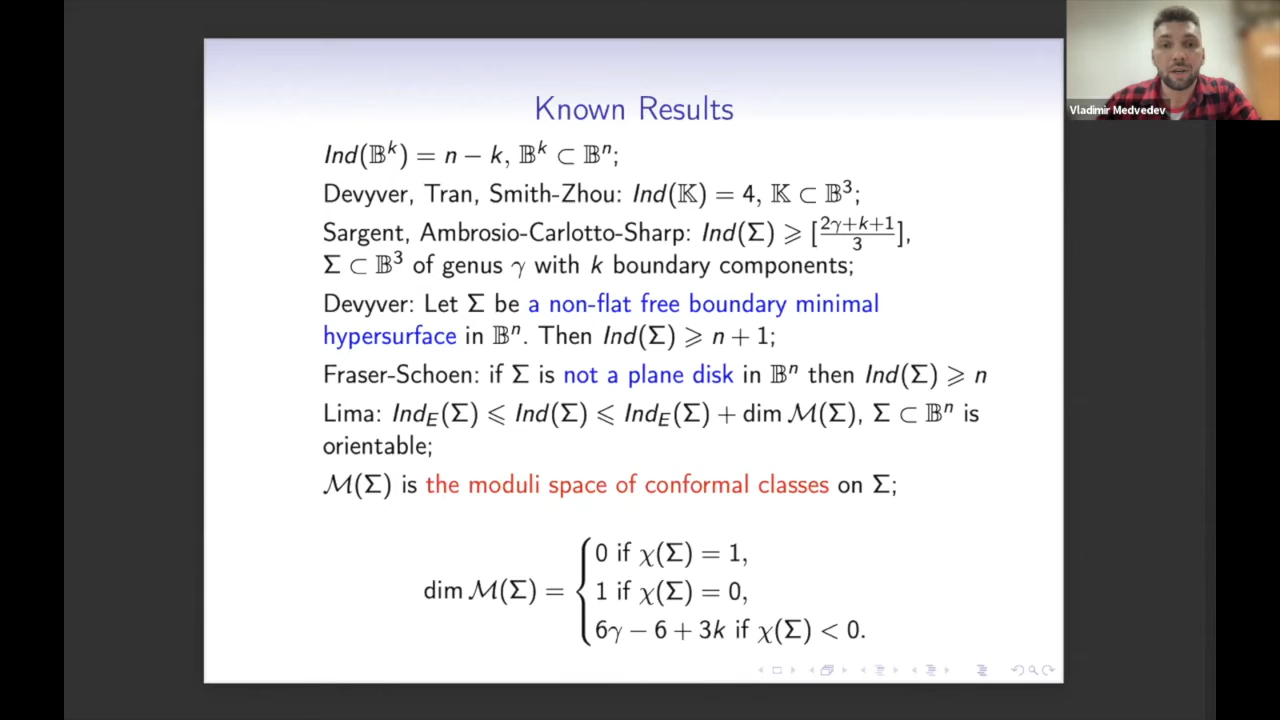 Known Results
Ind(𝔹ᵏ) = n − k, 𝔹ᵏ ⊂ 𝔹ⁿ;
Devyver, Tran, Smith-Zhou: Ind(𝕂) = 4, 𝕂 ⊂ 𝔹³;
Sargent, Ambrosio-Carlotto-Sharp: Ind(Σ) ⩾ [(2γ+k+1)/3],
Σ ⊂ 𝔹³ of genus γ with k boundary components;
Devyver: Let Σ be a non-flat free boundary minimal
hypersurface in 𝔹ⁿ. Then Ind(Σ) ⩾ n + 1;
Fraser-Schoen: if Σ is not a plane disk in 𝔹ⁿ then Ind(Σ) ⩾ n
Lima: Ind_E(Σ) ⩽ Ind(Σ) ⩽ Ind_E(Σ) + dim ℳ(Σ), Σ ⊂ 𝔹ⁿ is
orientable;
ℳ(Σ) is the moduli space of conformal classes on Σ;
dim ℳ(Σ) = {
0 if χ(Σ) = 1,
1 if χ(Σ) = 0,
6γ − 6 + 3k if χ(Σ) < 0.
Vladimir Medvedev